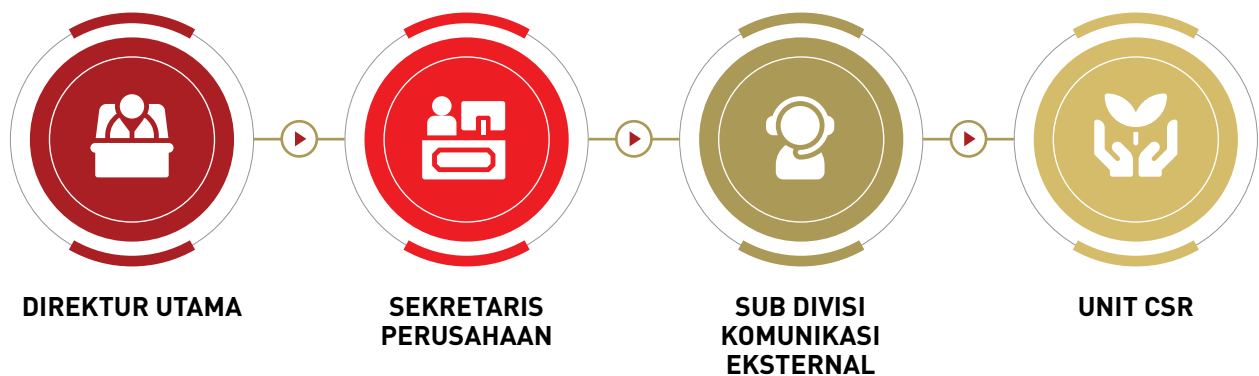 DIREKTUR UTAMA
SEKRETARIS
PERUSAHAAN
SUB DIVISI
KOMUNIKASI
EKSTERNAL
UNIT CSR